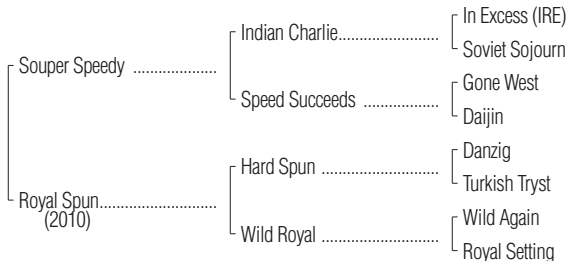 In Excess (IRE)
Indian Charlie
Soviet Sojourn
Souper Speedy
Gone West
Speed Succeeds
Daijin
Danzig
Hard Spun
Turkish Tryst
Royal Spun
(2010)
Wild Again
Wild Royal
Royal Setting